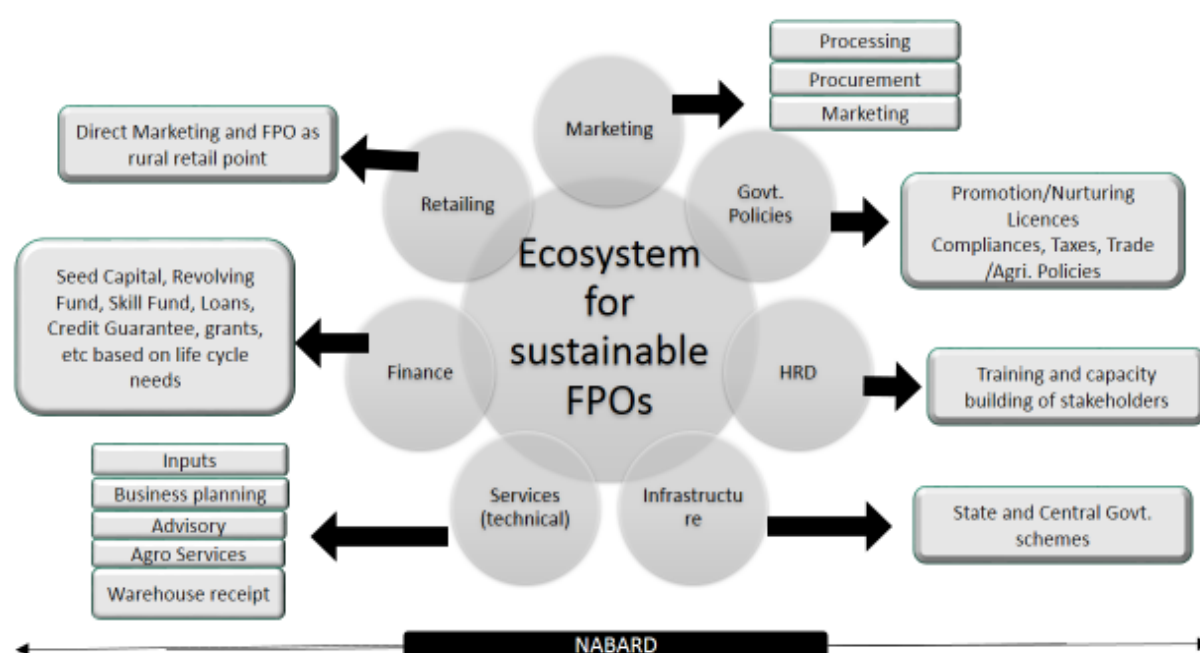 Processing
Procurement
Marketing
Marketing
Direct Marketing and FPO as
rural retail point
Retailing
Govt.
Policies
Promotion/Nurturing
Licences
Compliances, Taxes, Trade
/Agri. Policies
Ecosystem
for
sustainable
FPOs
Seed Capital, Revolving
Fund, Skill Fund, Loans,
Credit Guarantee, grants,
etc based on life cycle
needs
Finance
HRD
Training and capacity
building of stakeholders
Inputs
Business planning
Advisory
Agro Services
Warehouse receipt
Services
(technical)
Infrastructu
re
State and Central Govt.
schemes
NABARD